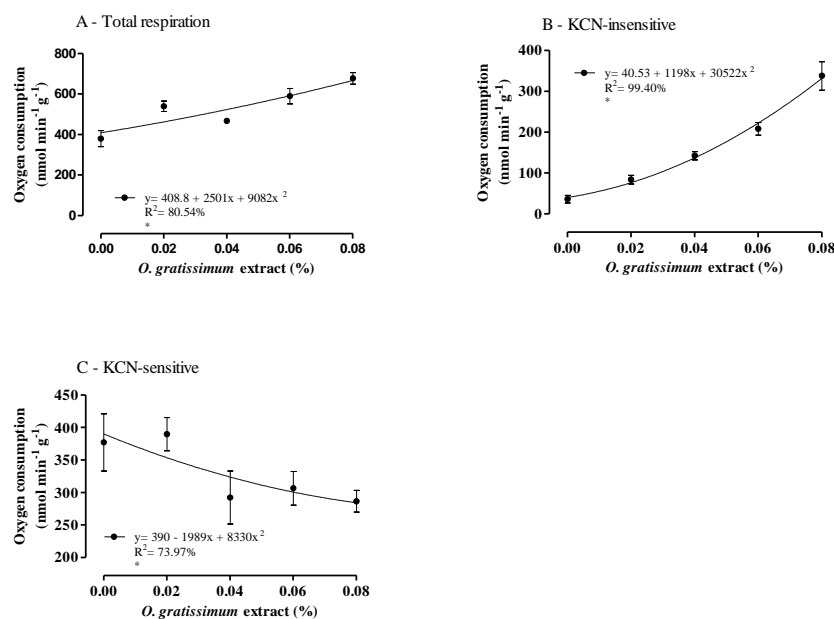 A - Total respiration
800
600
400
200
0
Oxygen consumption
(nmol min⁻¹ g⁻¹)
y= 408.8 + 2501x + 9082x ²
R²= 80.54%
*
0.00 0.02 0.04 0.06 0.08
O. gratissimum extract (%)
B - KCN-insensitive
400
300
200
100
0
Oxygen consumption
(nmol min⁻¹ g⁻¹)
y= 40.53 + 1198x + 30522x ²
R²= 99.40%
*
0.00 0.02 0.04 0.06 0.08
O. gratissimum extract (%)
C - KCN-sensitive
450
400
350
300
250
200
Oxygen consumption
(nmol min⁻¹ g⁻¹)
y= 390 - 1989x + 8330x ²
R²= 73.97%
*
0.00 0.02 0.04 0.06 0.08
O. gratissimum extract (%)